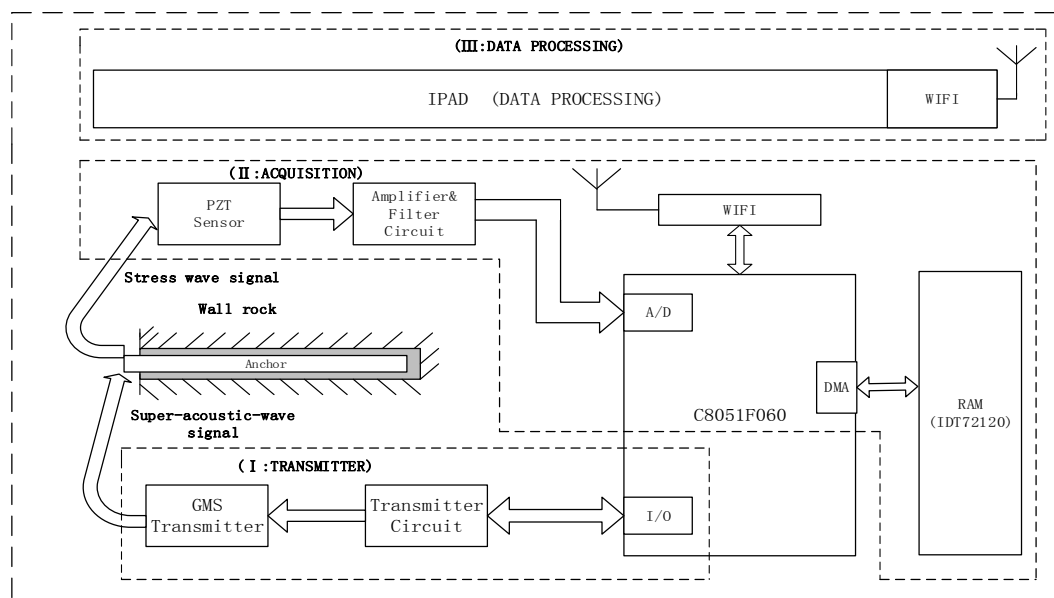 (Ⅲ:DATA PROCESSING)
IPAD (DATA PROCESSING)
WIFI
(Ⅱ:ACQUISITION)
PZT
Sensor
Amplifier&
Filter
Circuit
WIFI
Stress wave signal
Wall rock
A/D
Anchor
DMA
C8051F060
RAM
(IDT72120)
Super-acoustic-wave
signal
(Ⅰ:TRANSMITTER)
GMS
Transmitter
Transmitter
Circuit
I/O